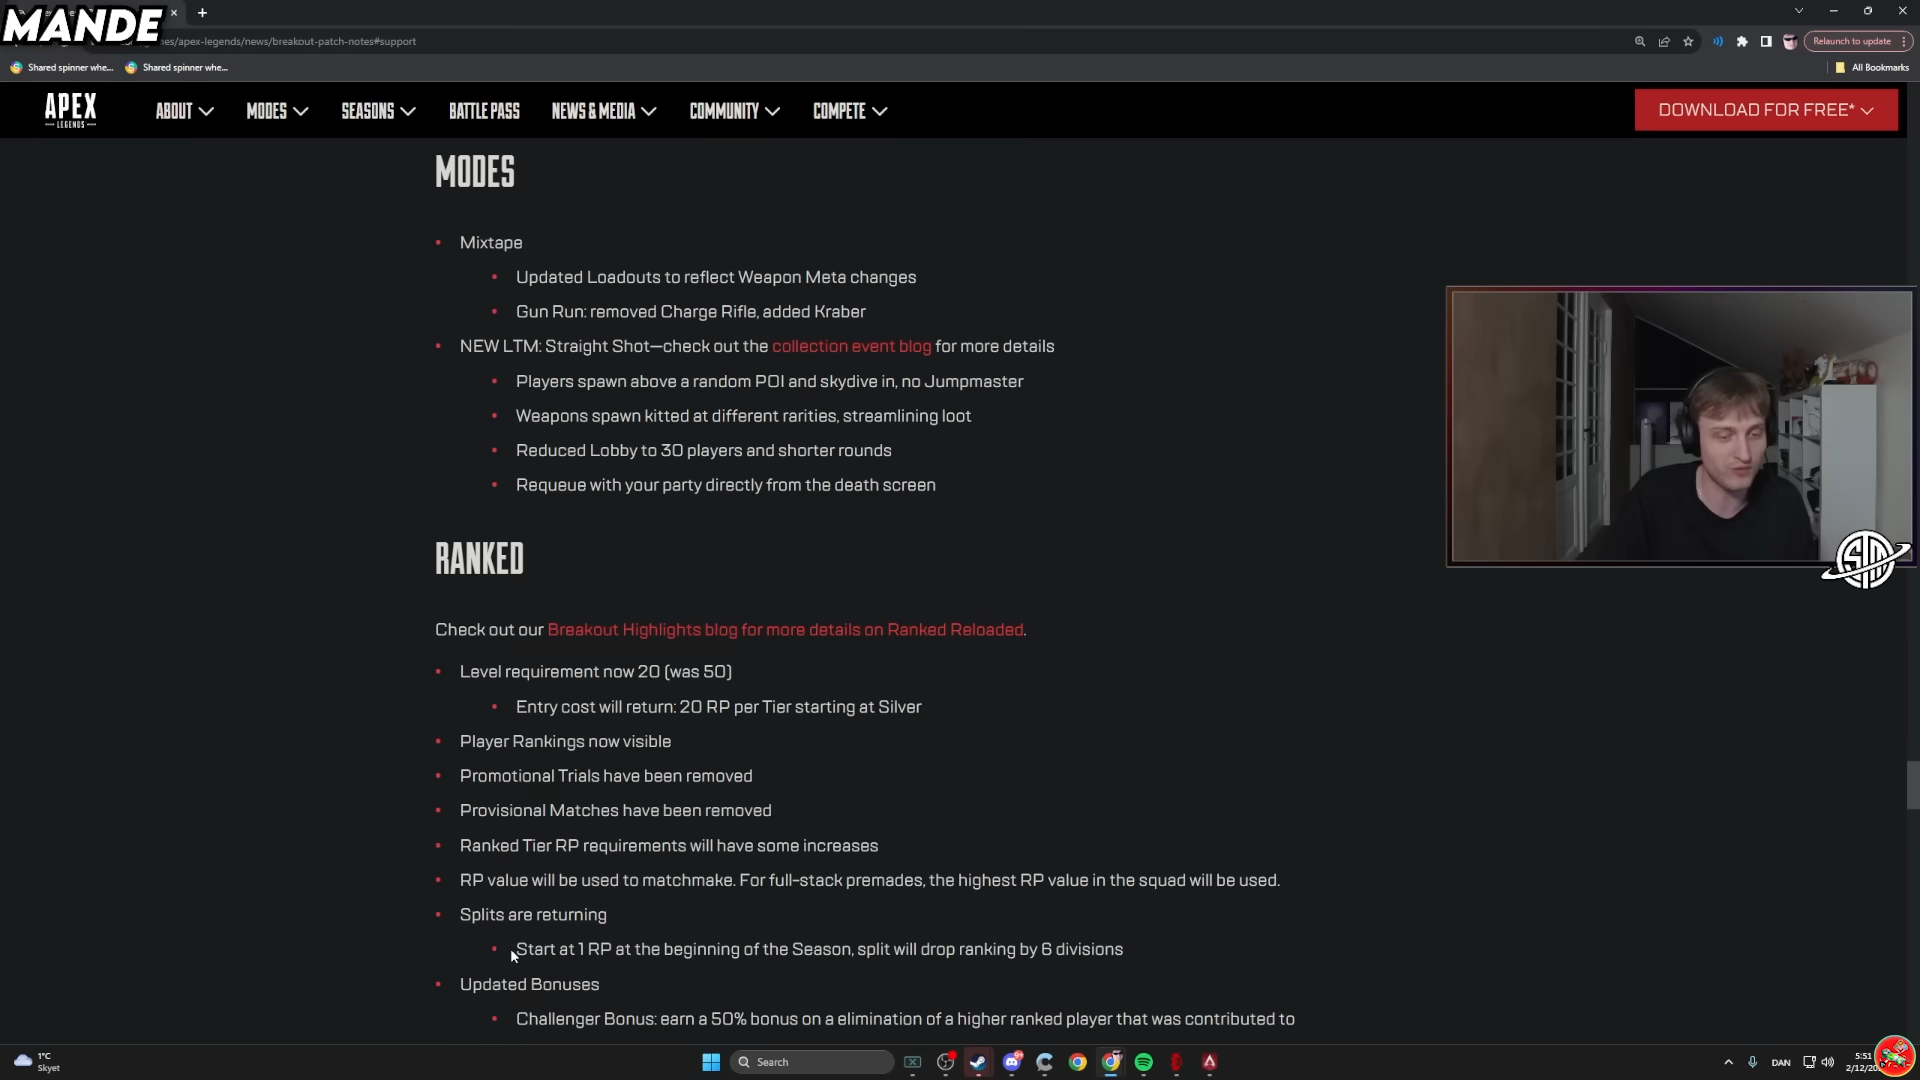 MANDE
es/apex-legends/news/breakout-patch-notes#support
Relaunch to update
Shared spinner whe... Shared spinner whe...
All Bookmarks
APEX
LEGENDS
ABOUT MODES SEASONS BATTLE PASS NEWS & MEDIA COMMUNITY COMPETE
DOWNLOAD FOR FREE*
MODES
• Mixtape
• Updated Loadouts to reflect Weapon Meta changes
• Gun Run: removed Charge Rifle, added Kraber
• NEW LTM: Straight Shot—check out the collection event blog for more details
• Players spawn above a random POI and skydive in, no Jumpmaster
• Weapons spawn kitted at different rarities, streamlining loot
• Reduced Lobby to 30 players and shorter rounds
• Requeue with your party directly from the death screen
TSM
RANKED
Check out our Breakout Highlights blog for more details on Ranked Reloaded.
• Level requirement now 20 (was 50)
• Entry cost will return: 20 RP per Tier starting at Silver
• Player Rankings now visible
• Promotional Trials have been removed
• Provisional Matches have been removed
• Ranked Tier RP requirements will have some increases
• RP value will be used to matchmake. For full-stack premades, the highest RP value in the squad will be used.
• Splits are returning
• Start at 1 RP at the beginning of the Season, split will drop ranking by 6 divisions
• Updated Bonuses
• Challenger Bonus: earn a 50% bonus on a elimination of a higher ranked player that was contributed to
1°C
Skyet
Search
DAN
5:51
2/12/20